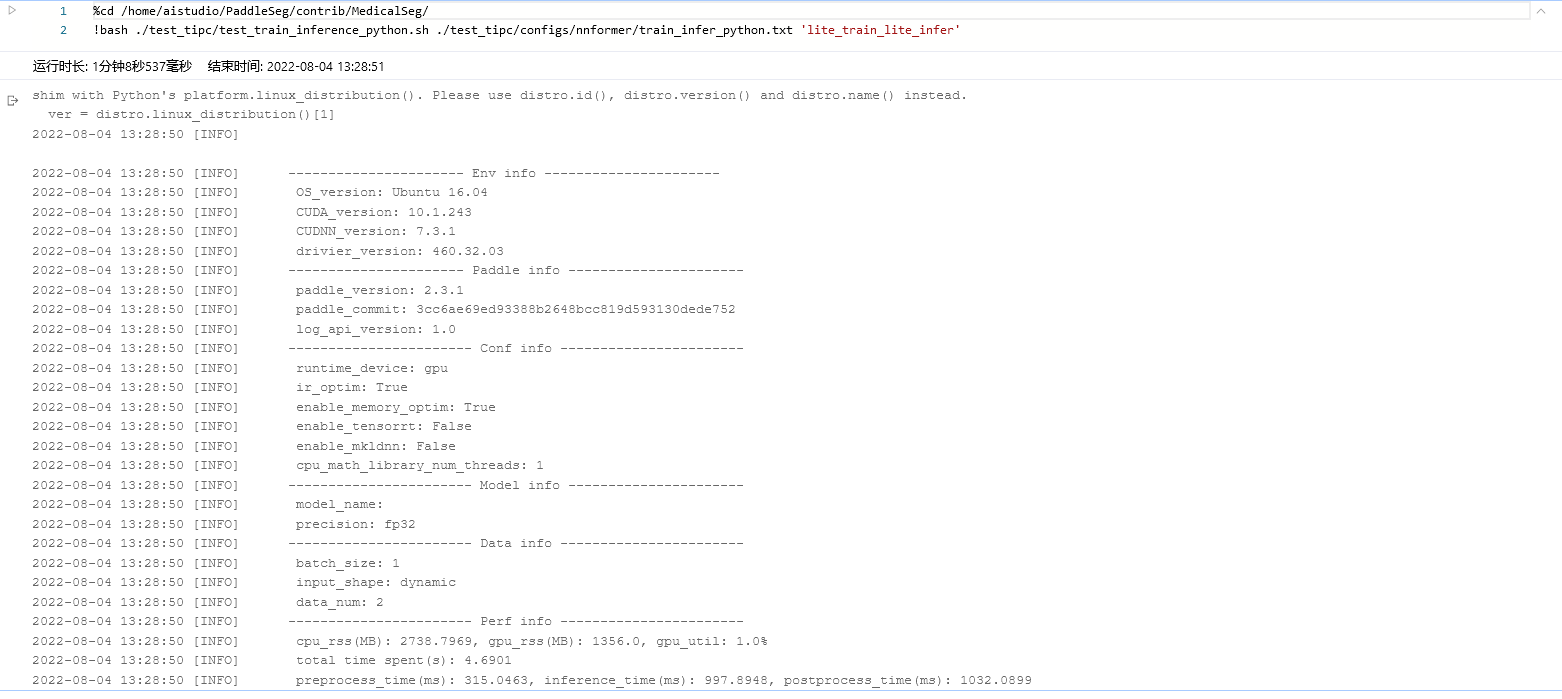 1 %cd /home/aistudio/PaddleSeg/contrib/MedicalSeg/
2 !bash ./test_tipc/test_train_inference_python.sh ./test_tipc/configs/nnformer/train_infer_python.txt 'lite_train_lite_infer'
运行时长: 1分钟8秒537毫秒 结束时间: 2022-08-04 13:28:51
shim with Python's platform.linux_distribution(). Please use distro.id(), distro.version() and distro.name() instead.
ver = distro.linux_distribution()[1]
2022-08-04 13:28:50 [INFO]
2022-08-04 13:28:50 [INFO] ---------------------- Env info ----------------------
2022-08-04 13:28:50 [INFO] OS_version: Ubuntu 16.04
2022-08-04 13:28:50 [INFO] CUDA_version: 10.1.243
2022-08-04 13:28:50 [INFO] CUDNN_version: 7.3.1
2022-08-04 13:28:50 [INFO] drivier_version: 460.32.03
2022-08-04 13:28:50 [INFO] ---------------------- Paddle info ----------------------
2022-08-04 13:28:50 [INFO] paddle_version: 2.3.1
2022-08-04 13:28:50 [INFO] paddle_commit: 3cc6ae69ed93388b2648bcc819d593130dede752
2022-08-04 13:28:50 [INFO] log_api_version: 1.0
2022-08-04 13:28:50 [INFO] ----------------------- Conf info -----------------------
2022-08-04 13:28:50 [INFO] runtime_device: gpu
2022-08-04 13:28:50 [INFO] ir_optim: True
2022-08-04 13:28:50 [INFO] enable_memory_optim: True
2022-08-04 13:28:50 [INFO] enable_tensorrt: False
2022-08-04 13:28:50 [INFO] enable_mkldnn: False
2022-08-04 13:28:50 [INFO] cpu_math_library_num_threads: 1
2022-08-04 13:28:50 [INFO] ----------------------- Model info ----------------------
2022-08-04 13:28:50 [INFO] model_name:
2022-08-04 13:28:50 [INFO] precision: fp32
2022-08-04 13:28:50 [INFO] ----------------------- Data info -----------------------
2022-08-04 13:28:50 [INFO] batch_size: 1
2022-08-04 13:28:50 [INFO] input_shape: dynamic
2022-08-04 13:28:50 [INFO] data_num: 2
2022-08-04 13:28:50 [INFO] ----------------------- Perf info -----------------------
2022-08-04 13:28:50 [INFO] cpu_rss(MB): 2738.7969, gpu_rss(MB): 1356.0, gpu_util: 1.0%
2022-08-04 13:28:50 [INFO] total time spent(s): 4.6901
2022-08-04 13:28:50 [INFO] preprocess_time(ms): 315.0463, inference_time(ms): 997.8948, postprocess_time(ms): 1032.0899